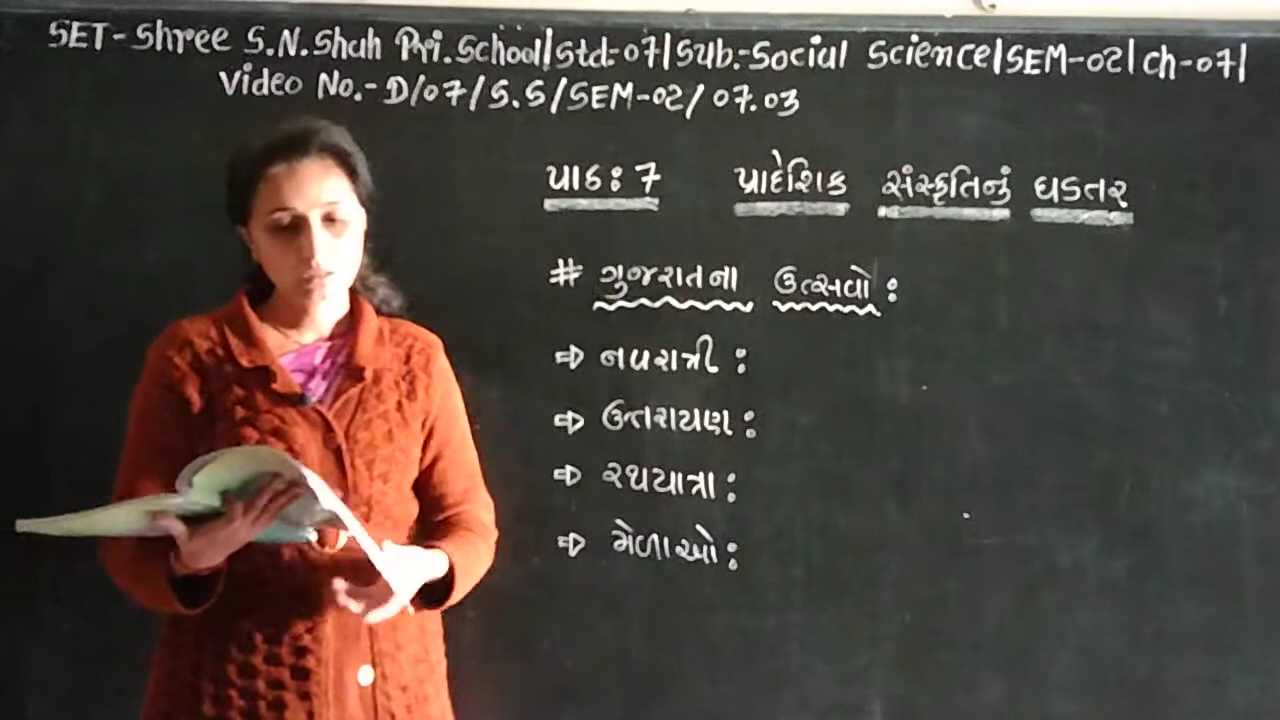 SET-Shree S.N.Shah Pri.School/Std:-07/Sub.:-Social Science/SEM-02/Ch-07/
Video No.- D/07/S.S/SEM-02/07.03
પાઠ: 7 પ્રાદેશિક સંસ્કૃતિનું ઘડતર
# ગુજરાતના ઉત્સવો:
⇨ નવરાત્રી:
⇨ ઉત્તરાયણ:
⇨ રથયાત્રા:
⇨ મેળાઓ: